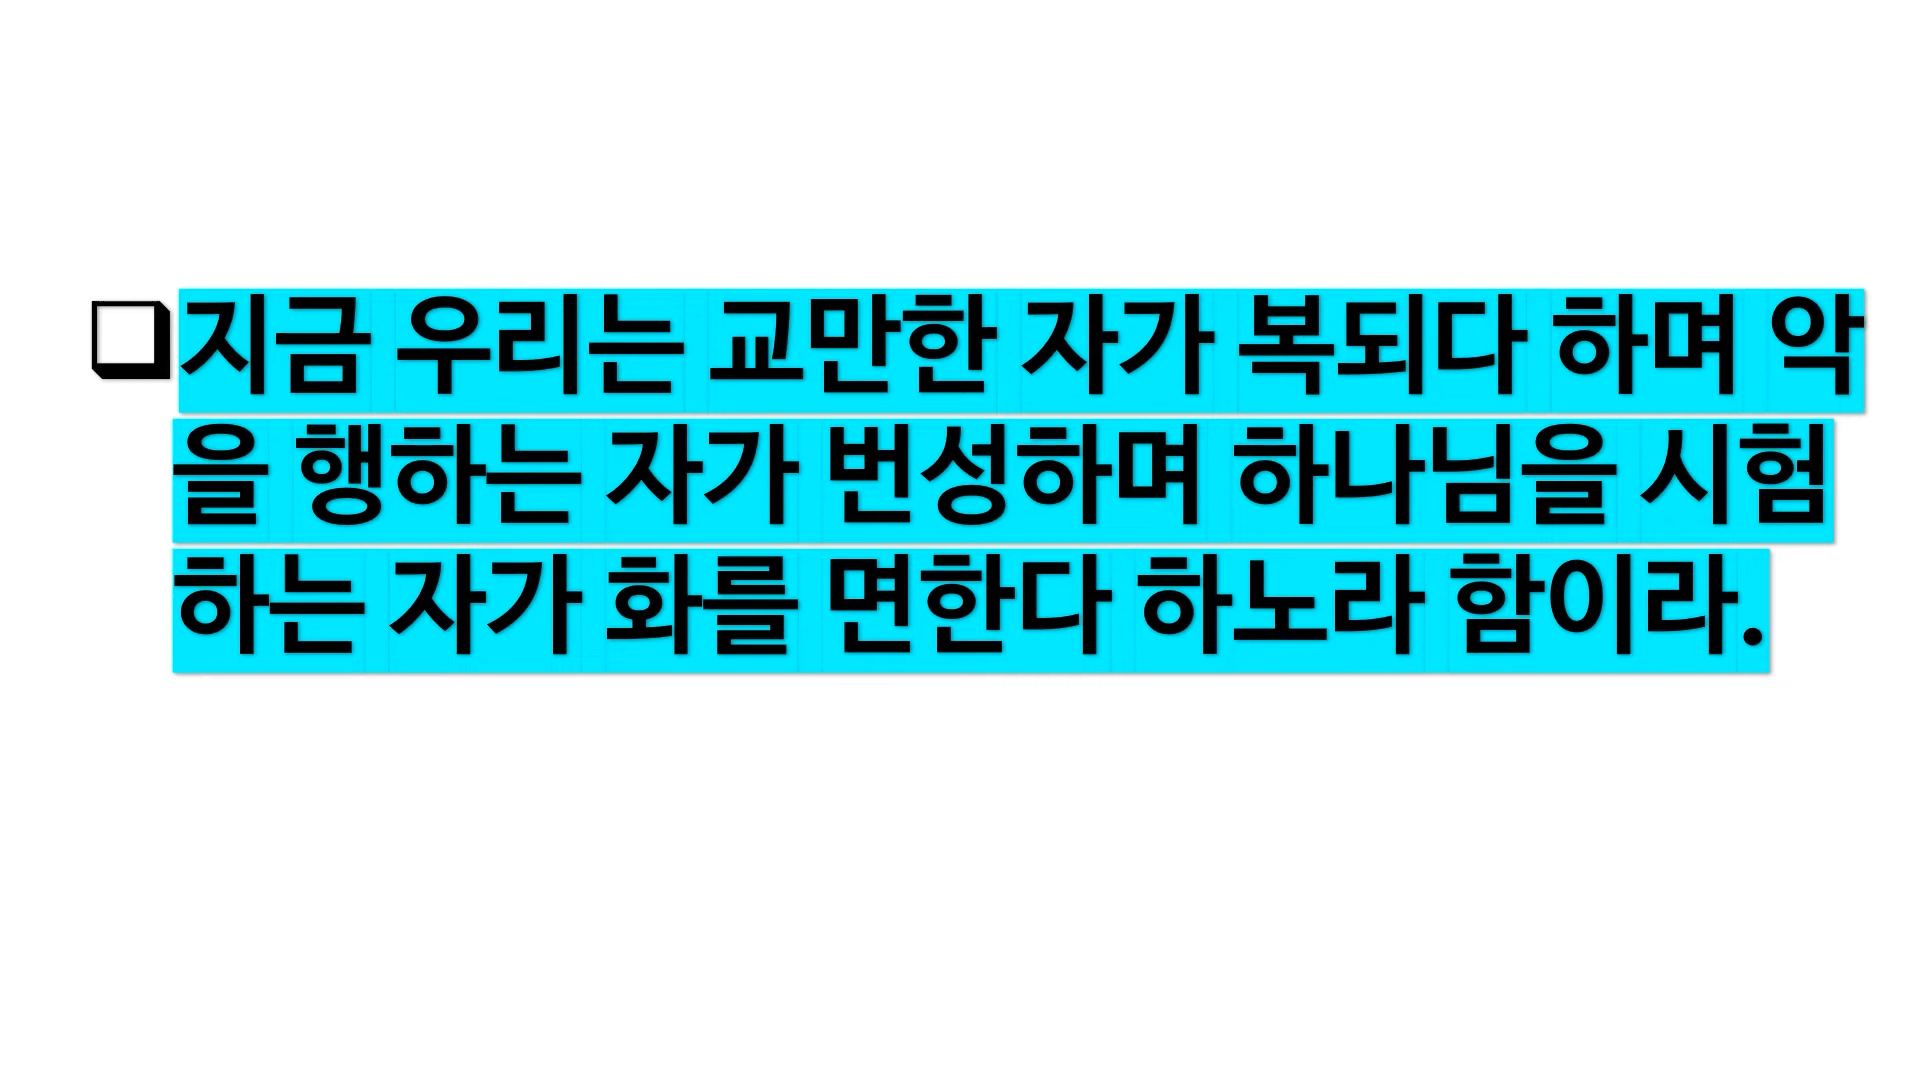 ❑지금 우리는 교만한 자가 복되다 하며 악
을 행하는 자가 번성하며 하나님을 시험
하는 자가 화를 면한다 하노라 함이라.